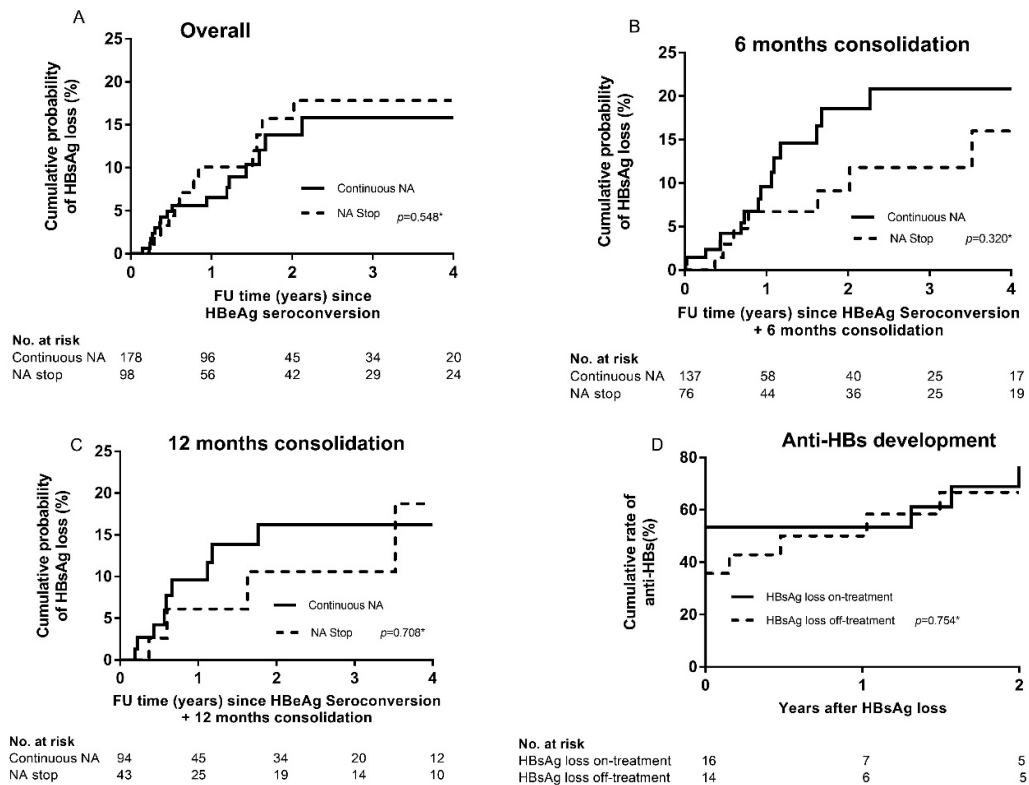 A
Overall
Cumulative probability
of HBsAg loss (%)
25
20
15
10
5
0
Continuous NA
NA Stop
p=0.548*
0 1 2 3 4
FU time (years) since
HBeAg seroconversion
No. at risk
Continuous NA 178 96 45 34 20
NA stop 98 56 42 29 24
B
6 months consolidation
Cumulative probability
of HBsAg loss (%)
25
20
15
10
5
0
Continuous NA
NA Stop p=0.320*
0 1 2 3 4
FU time (years) since HBeAg Seroconversion
+ 6 months consolidation
No. at risk
Continuous NA 137 58 40 25 17
NA stop 76 44 36 25 19
C
12 months consolidation
Cumulative probability
of HBsAg loss (%)
25
20
15
10
5
0
Continuous NA
NA Stop p=0.708*
0 1 2 3 4
FU time (years) since HBeAg Seroconversion
+ 12 months consolidation
No. at risk
Continuous NA 94 45 34 20 12
NA stop 43 25 19 14 10
D
Anti-HBs development
Cumulative rate of
anti-HBs(%)
80
60
40
20
0
HBsAg loss on-treatment
HBsAg loss off-treatment p=0.754*
0 1 2
Years after HBsAg loss
No. at risk
HBsAg loss on-treatment 16 7 5
HBsAg loss off-treatment 14 6 5